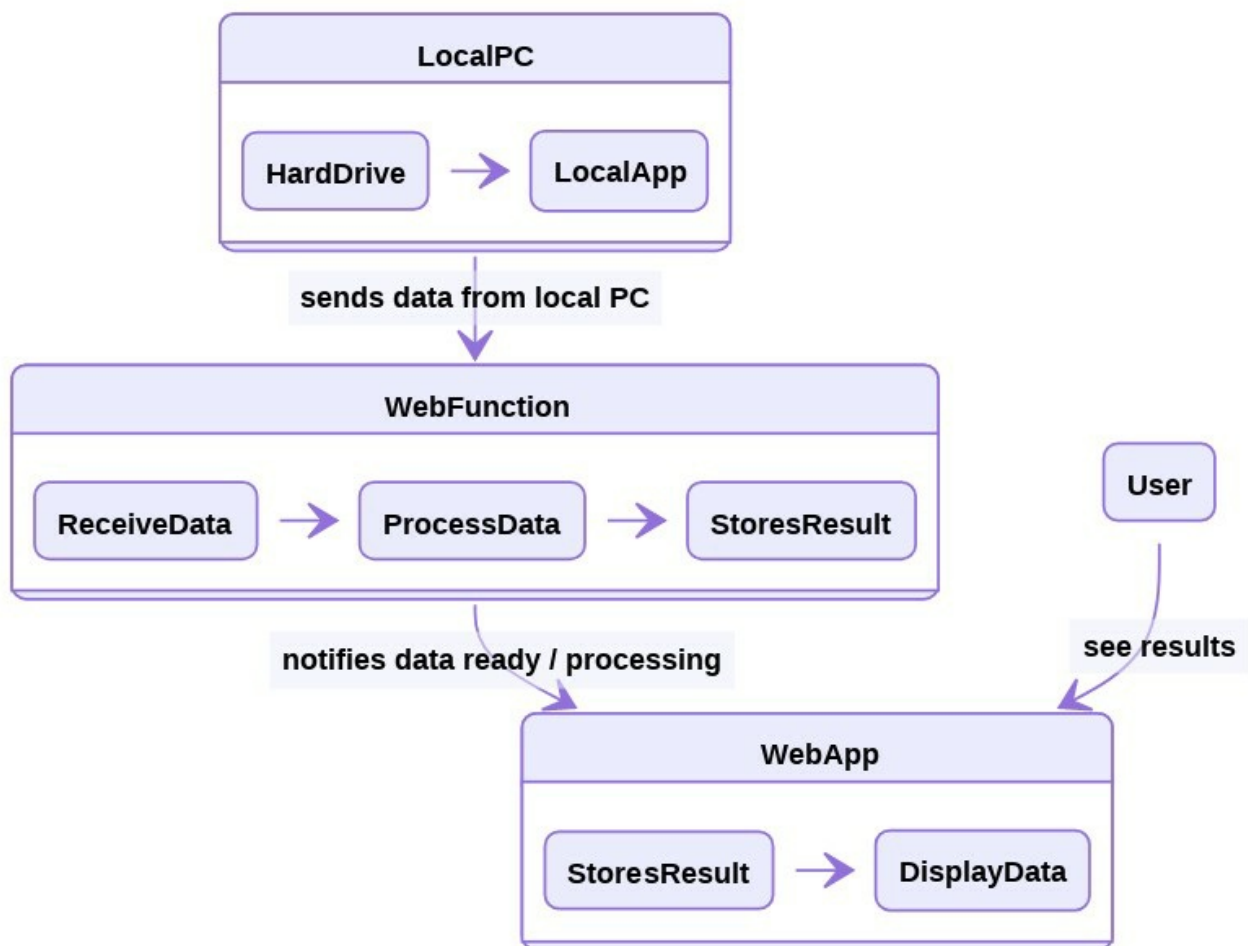 LocalPC
HardDrive
LocalApp
sends data from local PC
WebFunction
ReceiveData
ProcessData
StoresResult
User
notifies data ready / processing
see results
WebApp
StoresResult
DisplayData